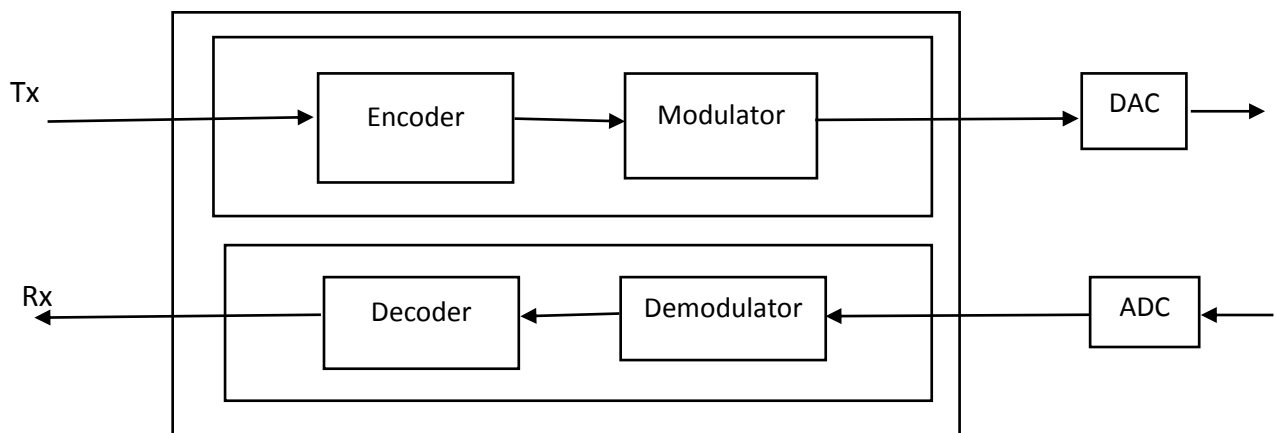 Tx
Encoder
Modulator
DAC
Rx
Decoder
Demodulator
ADC